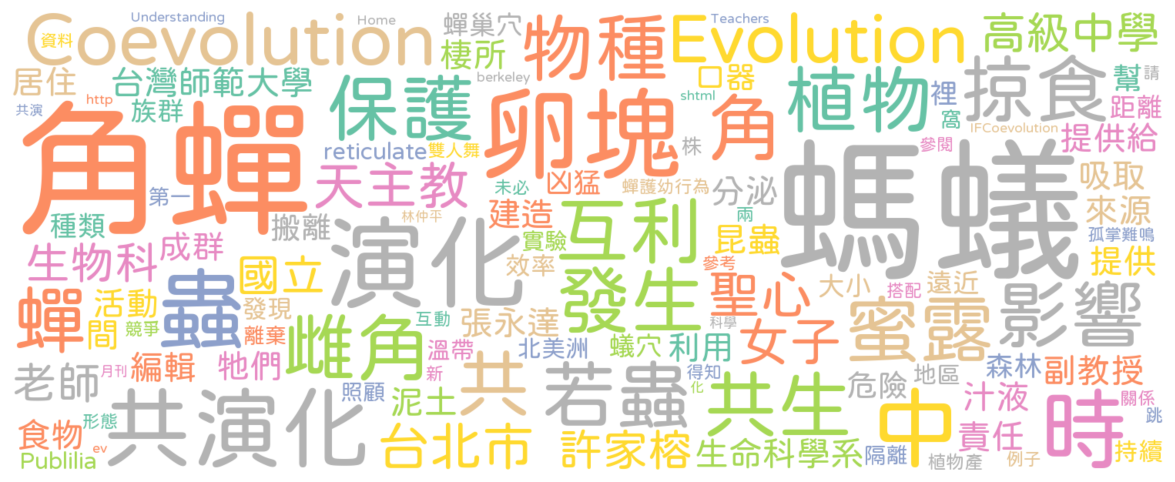 Coevolution
資料
Understanding
Home
蟬巢穴
棲所
berkeley
物種
Evolution
Teachers
口器
shtml
高級中學
居住
台灣師範大學
族群
http
共演
保護
卵塊
角
植物
裡
窩
掠食
幫
請
距離
IFCoevolution
提供給
參閱
角蟬
reticulate
雙人舞
株
螞蟻
第一
天主教
未必
凶猛
蟬護幼行為
分泌
吸取
種類
搬離
林仲平
建造
兩
來源
孤掌難鳴
生物科
成群
演化
實驗
互利
昆蟲
參考
提供
效率
國立
蟲
蟬
活動
間
發現
競爭
離棄
雌角
互動
溫帶
新
張永達
北美洲
發生
蟻穴
利用
聖心
女子
科學
大小
搭配
遠近
蜜露
影響
老師
月刊
編輯
牠們
照顧
共
若蟲
得知
化
共生
危險
地區
森林
副教授
關係
跳
食物
形態
Publilia
ev
共演化
泥土
台北市
許家榕
生命科學系
隔離
中
植物產
汁液
責任
例子
時
持續